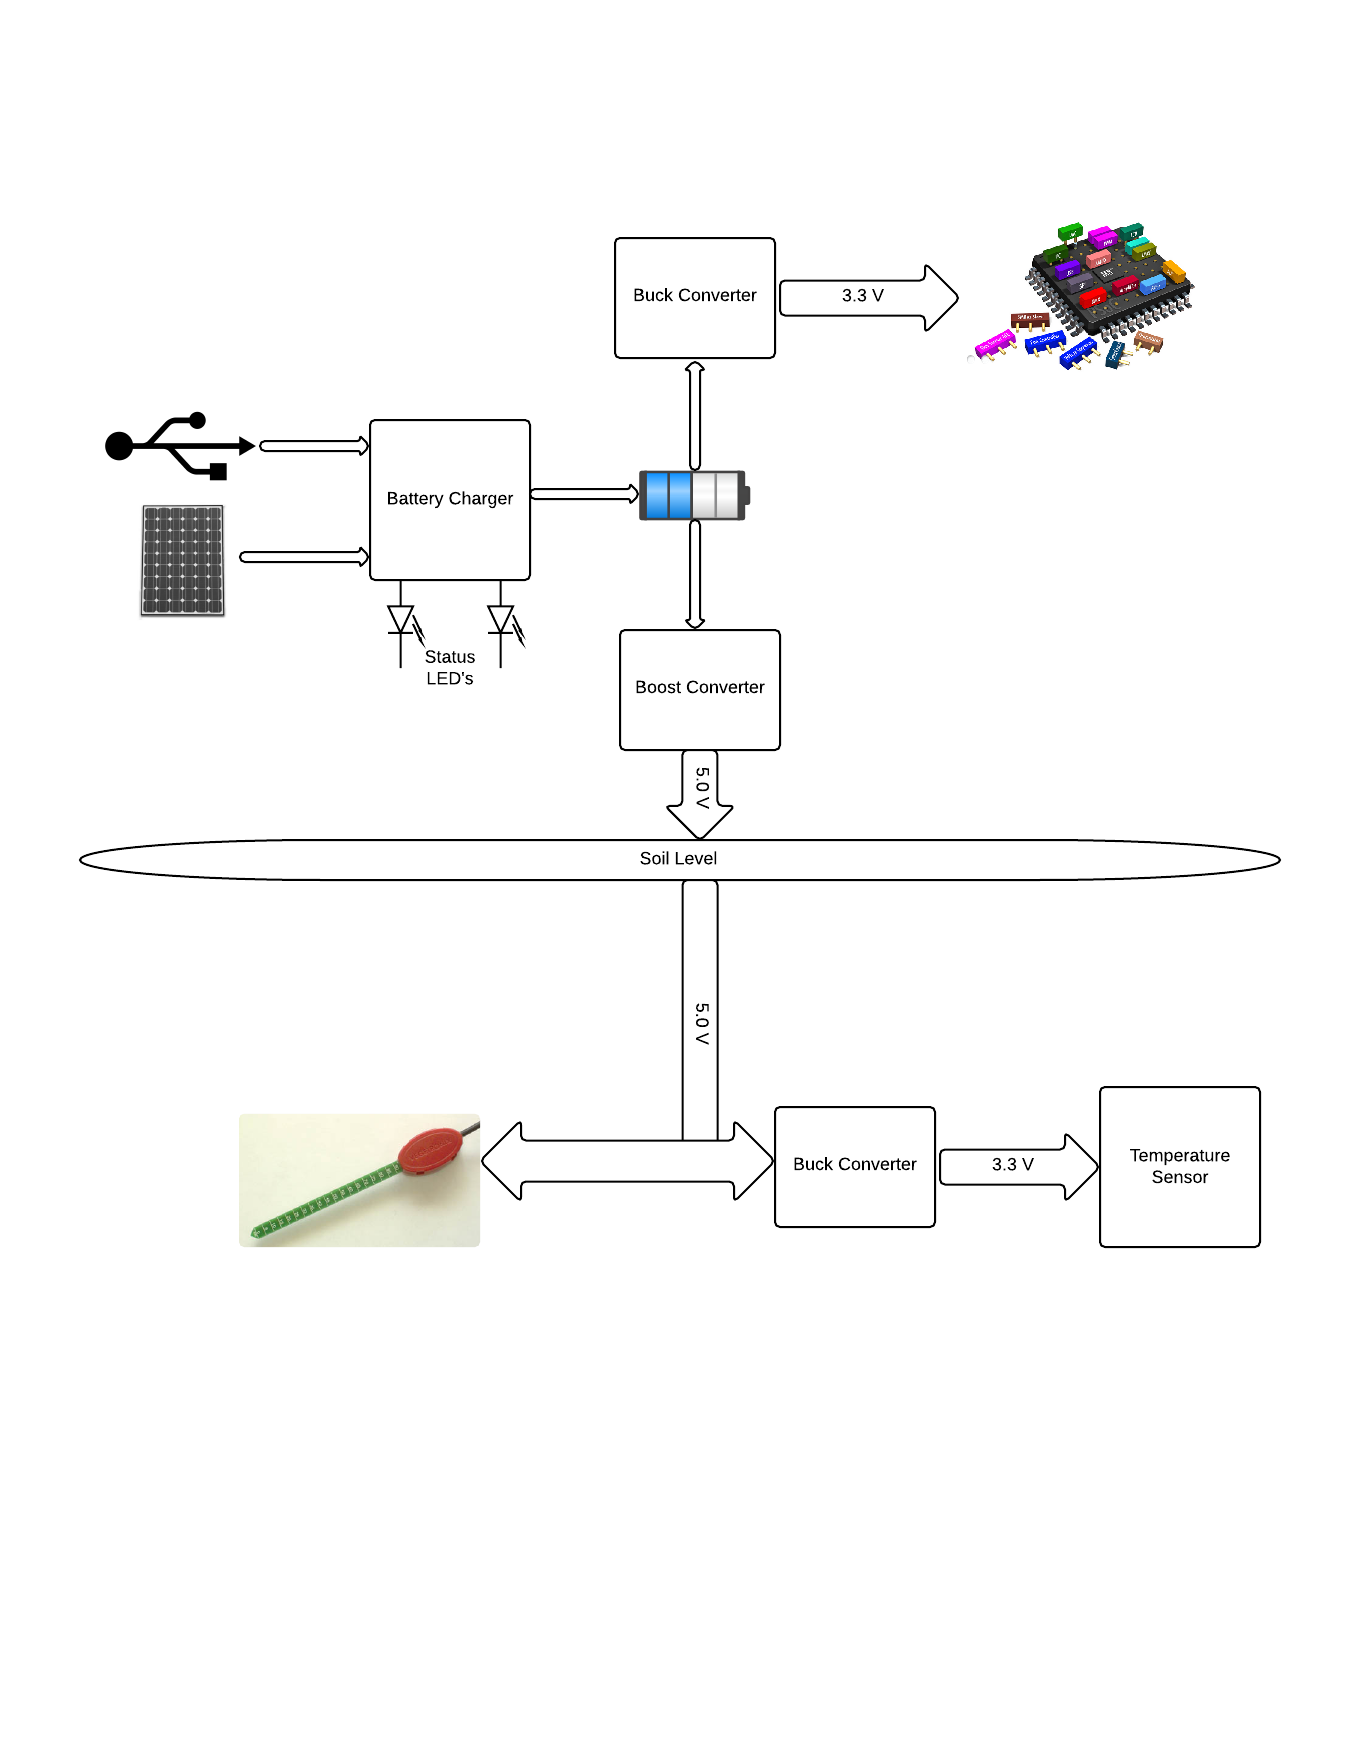 Buck Converter
3.3 V
Battery Charger
Status
LED's
Boost Converter
5.0 V
Soil Level
5.0 V
Buck Converter
3.3 V
Temperature
Sensor